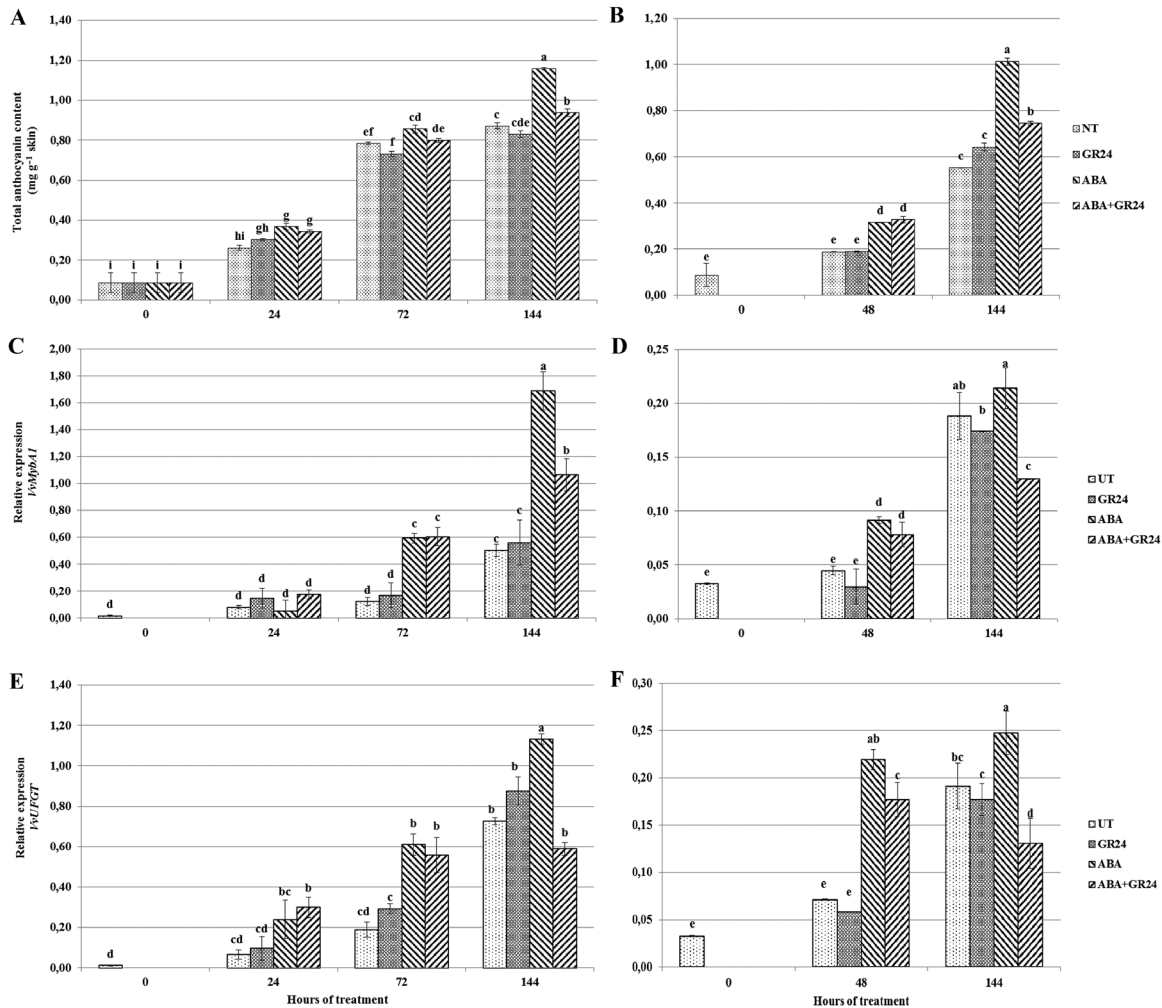 A
Total anthocyanin content
(mg g⁻¹ skin)
1,40
1,20
1,00
0,80
0,60
0,40
0,20
0,00
i i i i
hi gh g g
ef f cd de
c cde a b
0 24 72 144
B
1,20
1,00
0,80
0,60
0,40
0,20
0,00
e
e e d d
c c a b
0 48 144
NT
GR24
ABA
ABA+GR24
C
Relative expression
VvMybA1
2,00
1,80
1,60
1,40
1,20
1,00
0,80
0,60
0,40
0,20
0,00
d
d d d d
d d c c
c c a b
0 24 72 144
D
0,25
0,20
0,15
0,10
0,05
0,00
e
e e d d
ab b a c
0 48 144
UT
GR24
ABA
ABA+GR24
E
Relative expression
VvUFGT
1,40
1,20
1,00
0,80
0,60
0,40
0,20
0,00
d
cd cd bc b
cd c b b
b b a b
0 24 72 144
Hours of treatment
F
0,30
0,25
0,20
0,15
0,10
0,05
0,00
e
e e ab c
bc c a d
0 48 144
Hours of treatment
UT
GR24
ABA
ABA+GR24